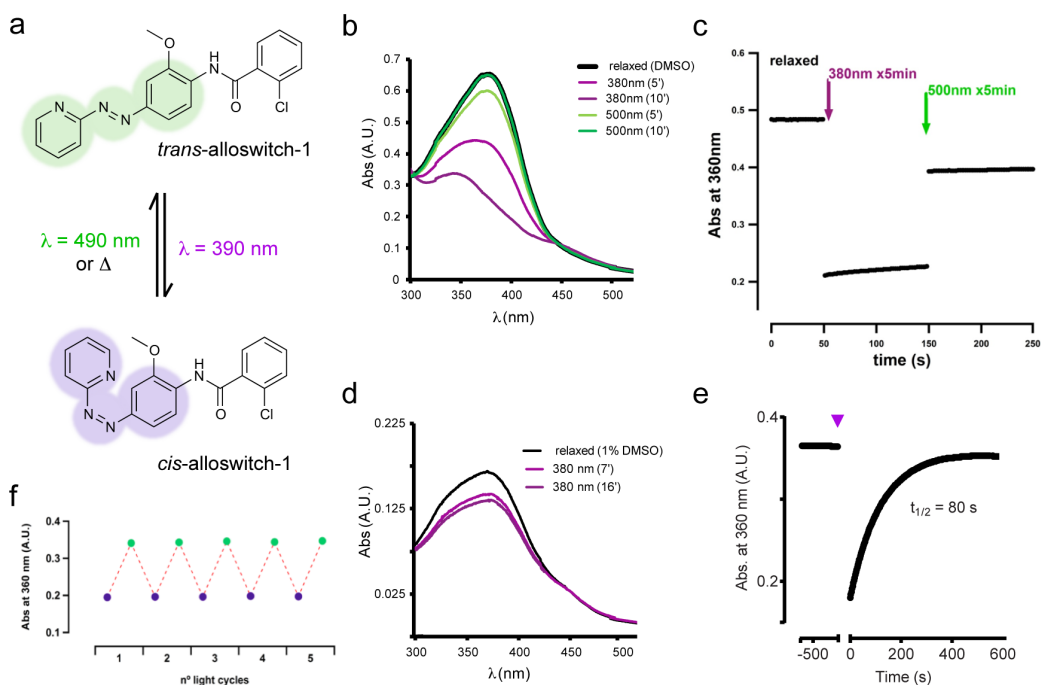 a
O
H
N
N
N
N
O
Cl
trans-alloswitch-1
λ = 490 nm
or Δ
λ = 390 nm
N
O
H
N
N
N
O
Cl
cis-alloswitch-1
b
0.8
0.7
0.6
0.5
0.4
0.3
0.2
0.1
0
Abs (A.U.)
300 350 400 450 500
λ(nm)
relaxed (DMSO)
380nm (5')
380nm (10')
500nm (5')
500nm (10')
c
0.6
0.5
0.4
0.3
0.2
Abs at 360nm
relaxed
380nm x5min
500nm x5min
0 50 100 150 200 250
time (s)
d
0.225
0.125
0.025
Abs (A.U.)
300 350 400 450 500
λ(nm)
relaxed (1% DMSO)
380 nm (7')
380 nm (16')
e
0.4
0.2
Abs. at 360 nm (A.U.)
t1/2 = 80 s
-500 0 200 400 600
Time (s)
f
0.4
0.3
0.2
0.1
Abs at 360 nm (A.U.)
1 2 3 4 5
nº light cycles